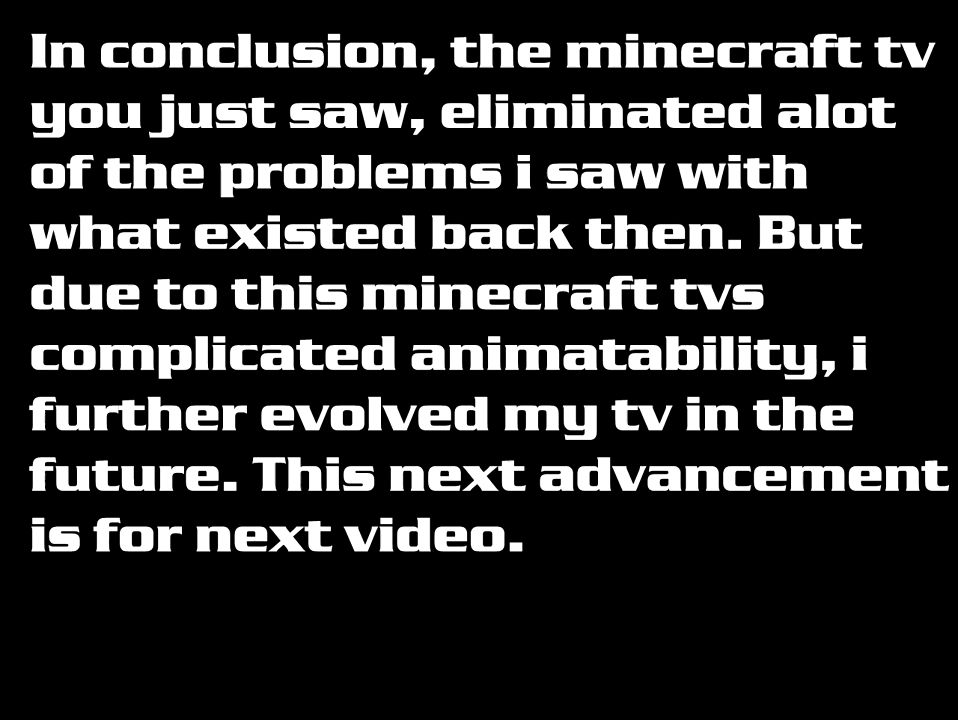 In conclusion, the minecraft tv
you just saw, eliminated alot
of the problems i saw with
what existed back then. But
due to this minecraft tvs
complicated animatability, i
further evolved my tv in the
future. This next advancement
is for next video.